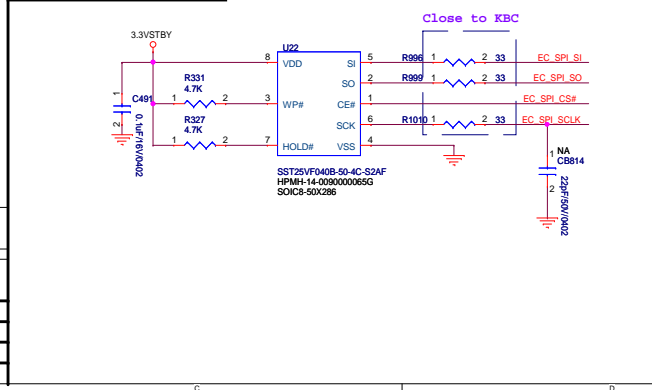 Close to KBC
3.3VSTBY
U22
8 VDD SI 5 R996 1 2 33 EC_SPI_SI
R331
4.7K
SO 2 R999 1 2 33 EC_SPI_SO
1 C491
1 2 3 WP# CE# 1 EC_SPI_CS#
2 0.1uF/16V/0402
R327
4.7K
SCK 6 R1010 1 2 33 EC_SPI_SCLK
1 2 7 HOLD# VSS 4
1 NA
CB814
2 22pF/50V/0402
SST25VF040B-50-4C-S2AF
HPMH-14-0090000065G
SOIC8-50X286
C D